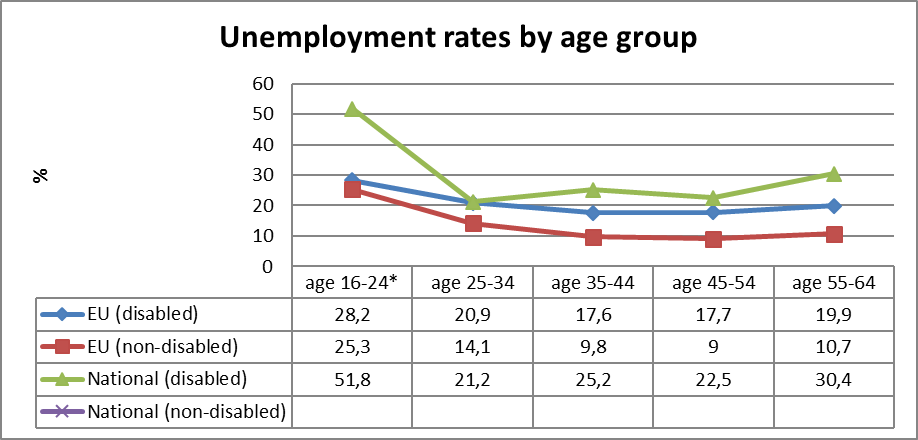 Unemployment rates by age group
%
60
50
40
30
20
10
0
age 16-24* age 25-34 age 35-44 age 45-54 age 55-64
EU (disabled) 28,2 20,9 17,6 17,7 19,9
EU (non-disabled) 25,3 14,1 9,8 9 10,7
National (disabled) 51,8 21,2 25,2 22,5 30,4
National (non-disabled)